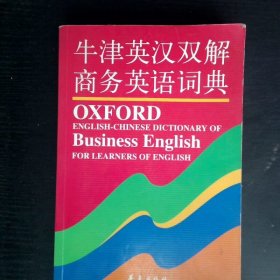 牛津英汉双解
商务英语词典
OXFORD
ENGLISH-CHINESE DICTIONARY OF
Business English
FOR LEARNERS OF ENGLISH